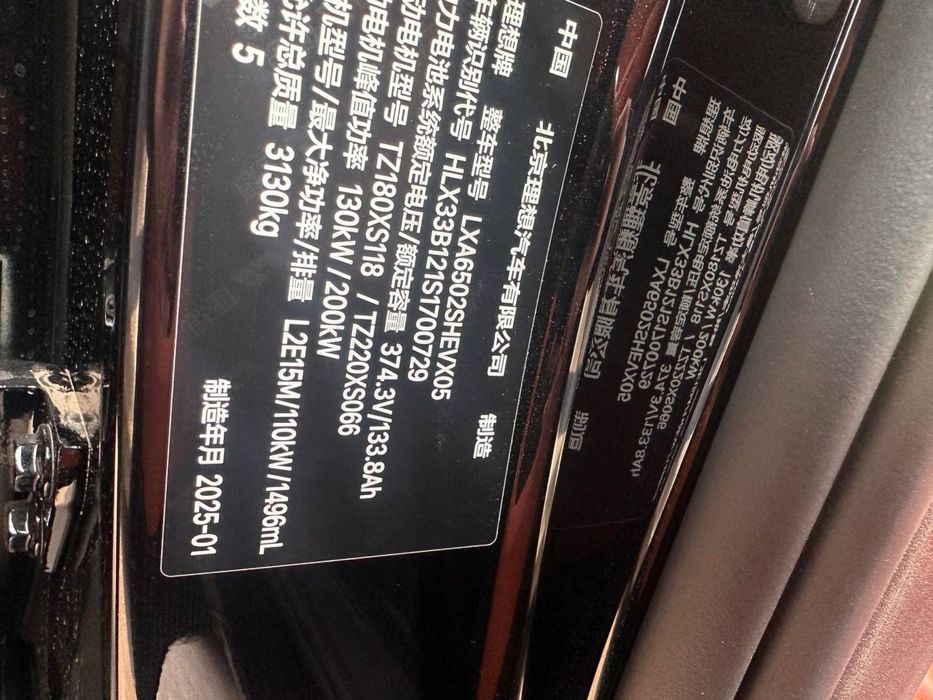 中国 北京理想汽车有限公司 制造
理想牌 整车型号 LXA6502SHEVX05
车辆识别代号 HLX33B121S1700729
力电池系统额定电压/额定容量 374.3V/133.8Ah
动电机型号 TZ180XS118 / TZ220XS066
动电机峰值功率 130kW/200kW
机型号/最大净功率/排量 L2E15M/110kW/1496mL
允许总质量 3130kg
数 5 制造年月 2025-01